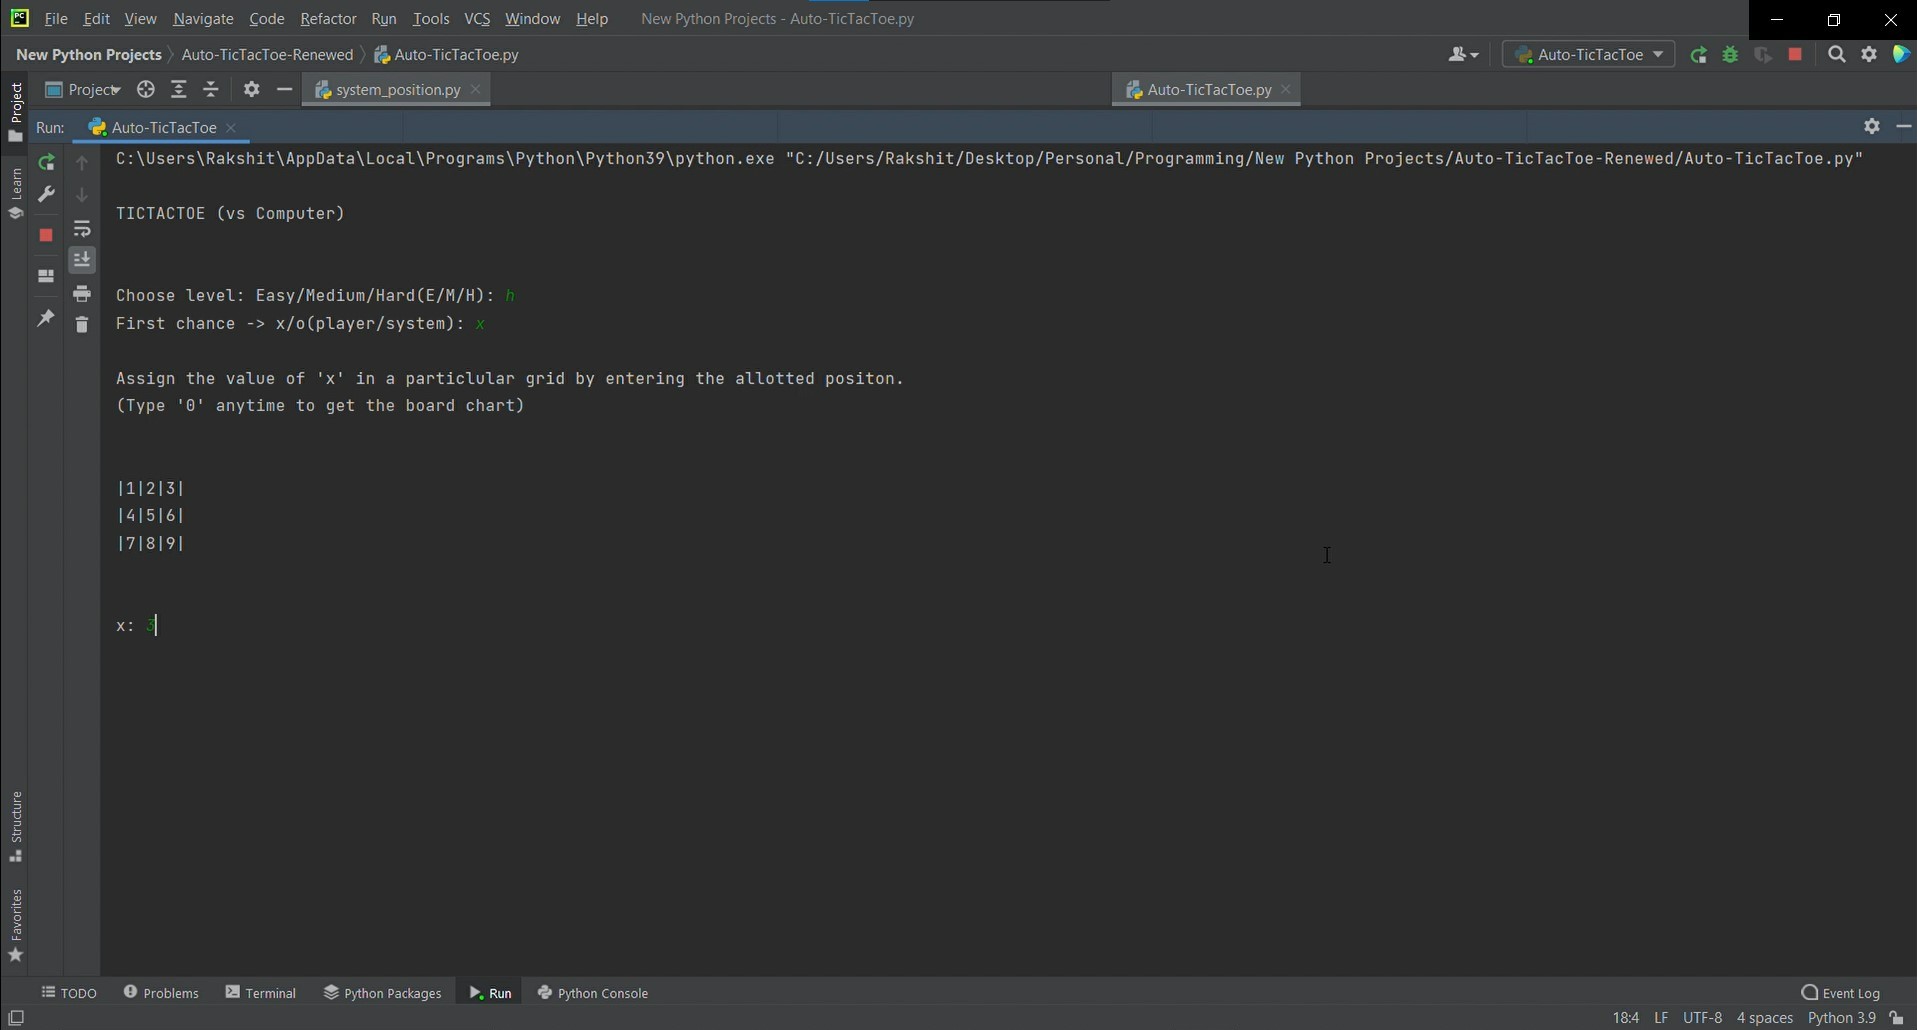 PC File Edit View Navigate Code Refactor Run Tools VCS Window Help New Python Projects - Auto-TicTacToe.py
New Python Projects Auto-TicTacToe-Renewed Auto-TicTacToe.py Auto-TicTacToe
Project system_position.py Auto-TicTacToe.py
Project
Run: Auto-TicTacToe
Learn
C:\Users\Rakshit\AppData\Local\Programs\Python\Python39\python.exe "C:/Users/Rakshit/Desktop/Personal/Programming/New Python Projects/Auto-TicTacToe-Renewed/Auto-TicTacToe.py"
TICTACTOE (vs Computer)
Choose level: Easy/Medium/Hard(E/M/H): h
First chance -> x/o(player/system): x
Assign the value of 'x' in a particlular grid by entering the allotted positon.
(Type '0' anytime to get the board chart)
|1|2|3|
|4|5|6|
|7|8|9|
x: 3
Structure
Favorites
TODO Problems Terminal Python Packages Run Python Console Event Log
18:4 LF UTF-8 4 spaces Python 3.9